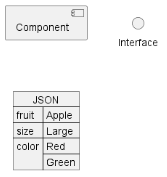 Component
Interface
JSON
fruit Apple
size Large
color Red
Green